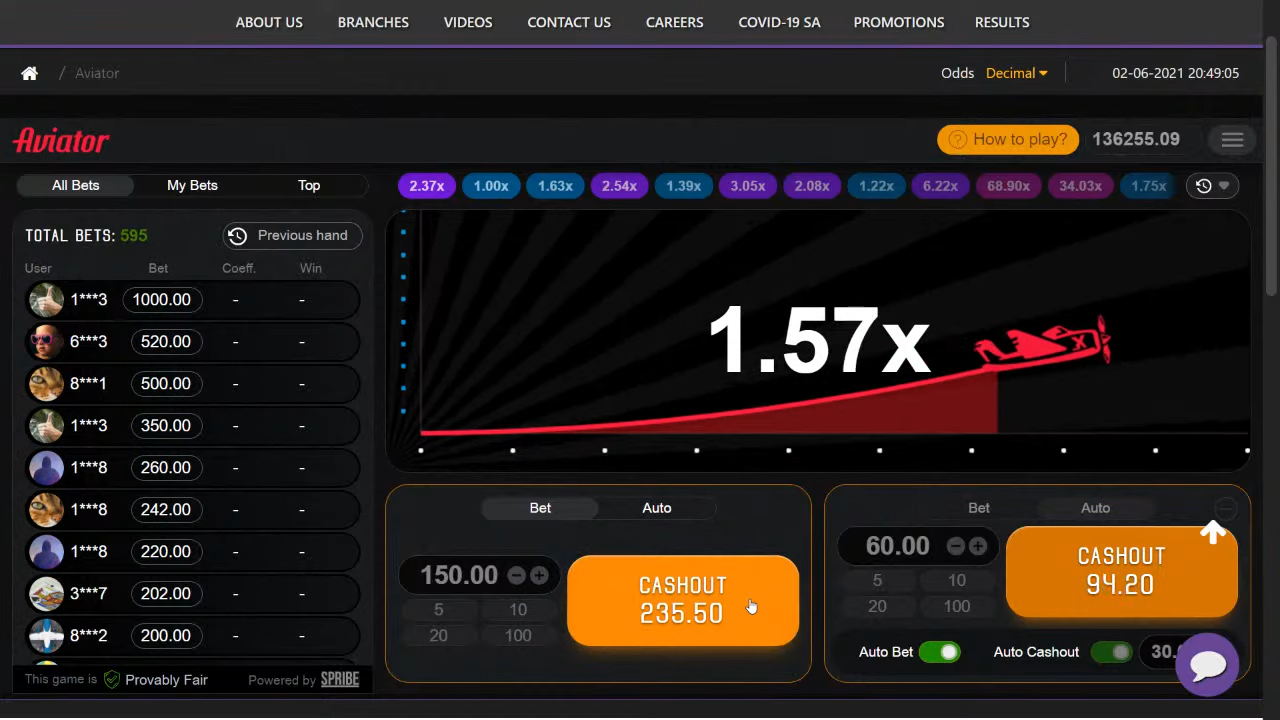 ABOUT US BRANCHES VIDEOS CONTACT US CAREERS COVID-19 SA PROMOTIONS RESULTS
/ Aviator Odds Decimal 02-06-2021 20:49:05
Aviator ? How to play? 136255.09
All Bets My Bets Top
2.37x 1.00x 1.63x 2.54x 1.39x 3.05x 2.08x 1.22x 6.22x 68.90x 34.03x 1.75x
TOTAL BETS: 595 Previous hand
User Bet Coeff. Win
1***3 1000.00 - -
6***3 520.00 - -
8***1 500.00 - -
1***3 350.00 - -
1***8 260.00 - -
1***8 242.00 - -
1***8 220.00 - -
3***7 202.00 - -
8***2 200.00 - -
This game is Provably Fair Powered by SPRIBE
1.57x
X
Bet Auto
150.00 - +
5 10
20 100
CASHOUT
235.50
Bet Auto
60.00 - +
5 10
20 100
CASHOUT
94.20
Auto Bet Auto Cashout 30.